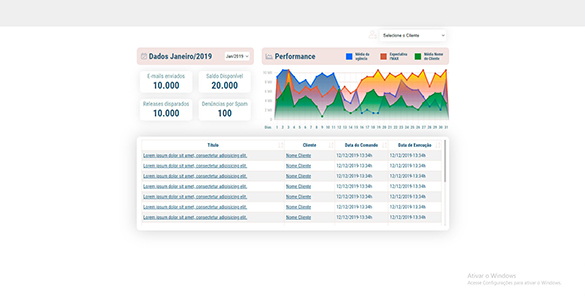 Selecione o Cliente
Dados Janeiro/2019
Jan/2019
Performance
Média da agência
Expectativa
Média Nome do Cliente
E-mails enviados
10.000
Saldo Disponível
20.000
Releases disparados
10.000
Denúncias por Spam
100
Dias 1 2 3 4 5 6 7 8 9 10 11 12 13 14 15 16 17 18 19 20 21 22 23 24 25 26 27 28 29 30 31
Título Cliente Data do Comando Data de Execução
Lorem ipsum dolor sit amet, consectetur adipisicing elit. Nome Cliente 12/12/2019-13:34h 12/12/2019-13:34h
Lorem ipsum dolor sit amet, consectetur adipisicing elit. Nome Cliente 12/12/2019-13:34h 12/12/2019-13:34h
Lorem ipsum dolor sit amet, consectetur adipisicing elit. Nome Cliente 12/12/2019-13:34h 12/12/2019-13:34h
Lorem ipsum dolor sit amet, consectetur adipisicing elit. Nome Cliente 12/12/2019-13:34h 12/12/2019-13:34h
Lorem ipsum dolor sit amet, consectetur adipisicing elit. Nome Cliente 12/12/2019-13:34h 12/12/2019-13:34h
Lorem ipsum dolor sit amet, consectetur adipisicing elit. Nome Cliente 12/12/2019-13:34h 12/12/2019-13:34h
Lorem ipsum dolor sit amet, consectetur adipisicing elit. Nome Cliente 12/12/2019-13:34h 12/12/2019-13:34h
Ativar o Windows
Acesse Configurações para ativar o Windows.